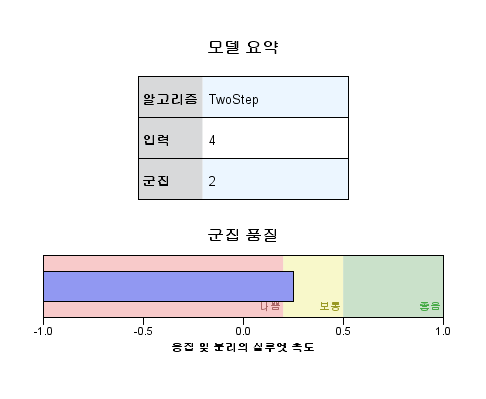 모델 요약
알고리즘 TwoStep
입력 4
군집 2
군집 품질
나쁨 보통 좋음
-1.0 -0.5 0.0 0.5 1.0
응집 및 분리의 실루엣 측도